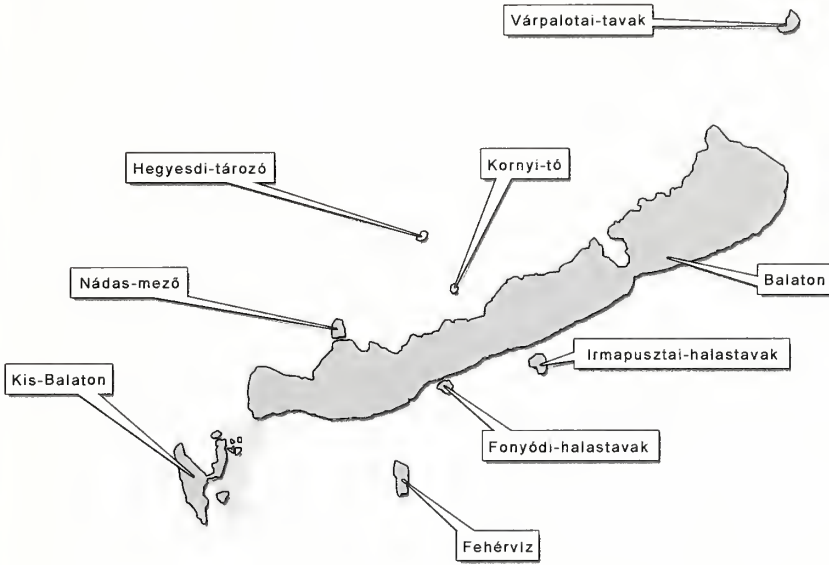 Várpalotai-tavak
Hegyesdi-tározó
Kornyi-tó
Nádas-mező
Balaton
Irmapusztai-halastavak
Kis-Balaton
Fonyódi-halastavak
Fehérvíz